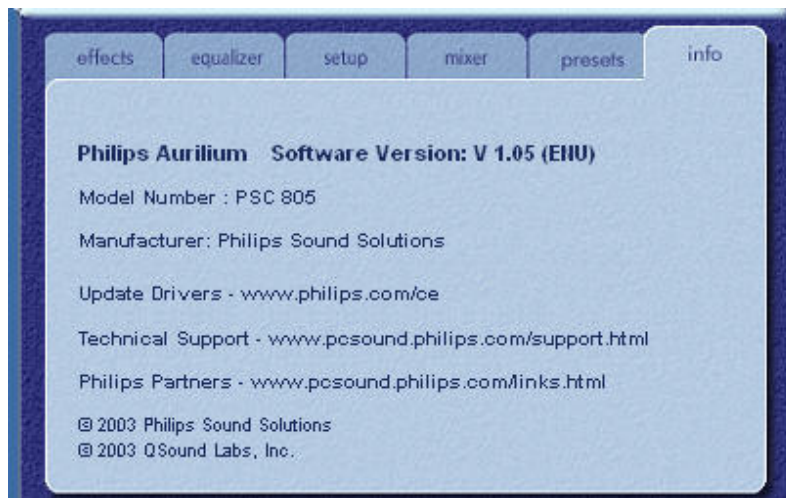 effects equalizer setup mixer presets info
Philips Aurilium Software Version: V 1.05 (ENU)
Model Number : PSC 805
Manufacturer: Philips Sound Solutions
Update Drivers - www.philips.com/ce
Technical Support - www.pcsound.philips.com/support.html
Philips Partners - www.pcsound.philips.com/links.html
© 2003 Philips Sound Solutions
© 2003 QSound Labs, Inc.